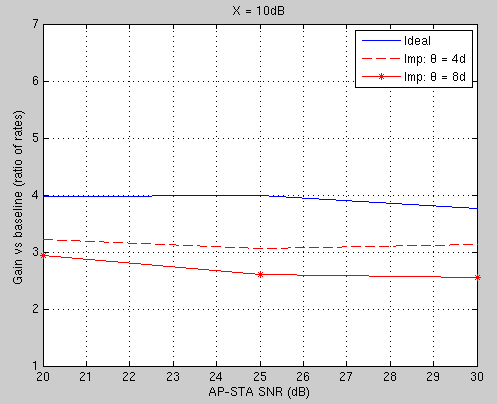 X = 10dB
Ideal
Imp: θ = 4d
Imp: θ = 8d
Gain vs baseline (ratio of rates)
7
6
5
4
3
2
1
20 21 22 23 24 25 26 27 28 29 30
AP-STA SNR (dB)